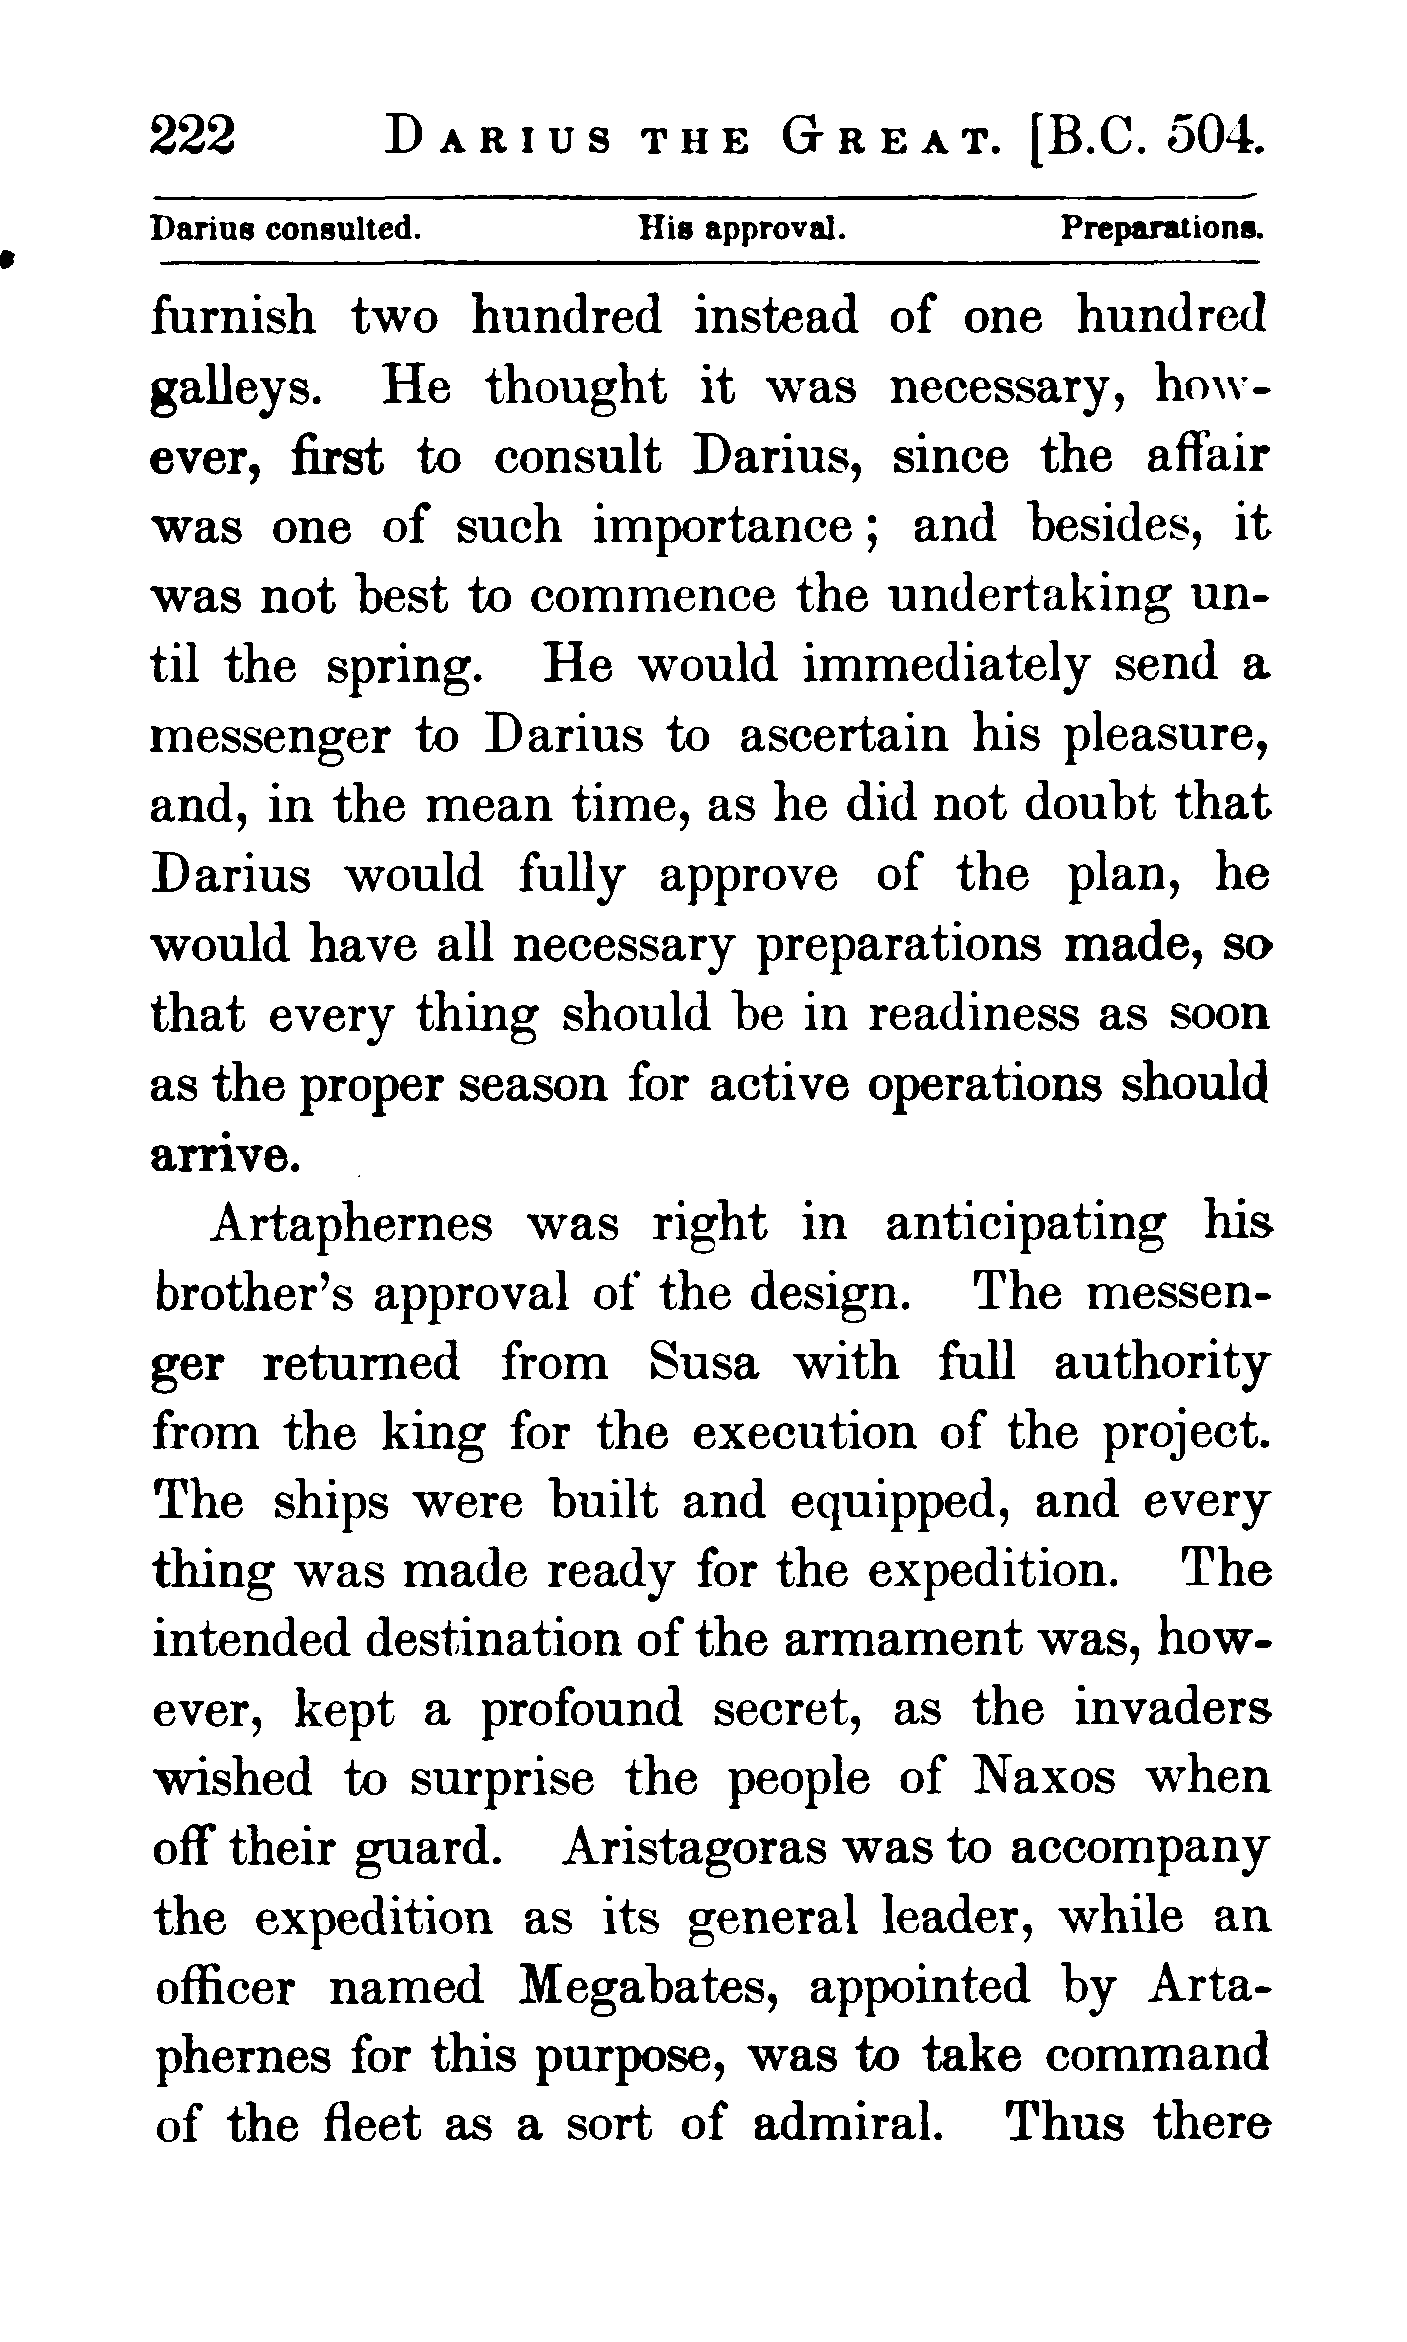 222 DARIUS THE GREAT. [B.C. 504.
Darius consulted. His approval. Preparations.
furnish two hundred instead of one hundred
galleys. He thought it was necessary, how-
ever, first to consult Darius, since the affair
was one of such importance; and besides, it
was not best to commence the undertaking un-
til the spring. He would immediately send a
messenger to Darius to ascertain his pleasure,
and, in the mean time, as he did not doubt that
Darius would fully approve of the plan, he
would have all necessary preparations made, so
that every thing should be in readiness as soon
as the proper season for active operations should
arrive.
Artaphernes was right in anticipating his
brother's approval of the design. The messen-
ger returned from Susa with full authority
from the king for the execution of the project.
The ships were built and equipped, and every
thing was made ready for the expedition. The
intended destination of the armament was, how-
ever, kept a profound secret, as the invaders
wished to surprise the people of Naxos when
off their guard. Aristagoras was to accompany
the expedition as its general leader, while an
officer named Megabates, appointed by Arta-
phernes for this purpose, was to take command
of the fleet as a sort of admiral. Thus there